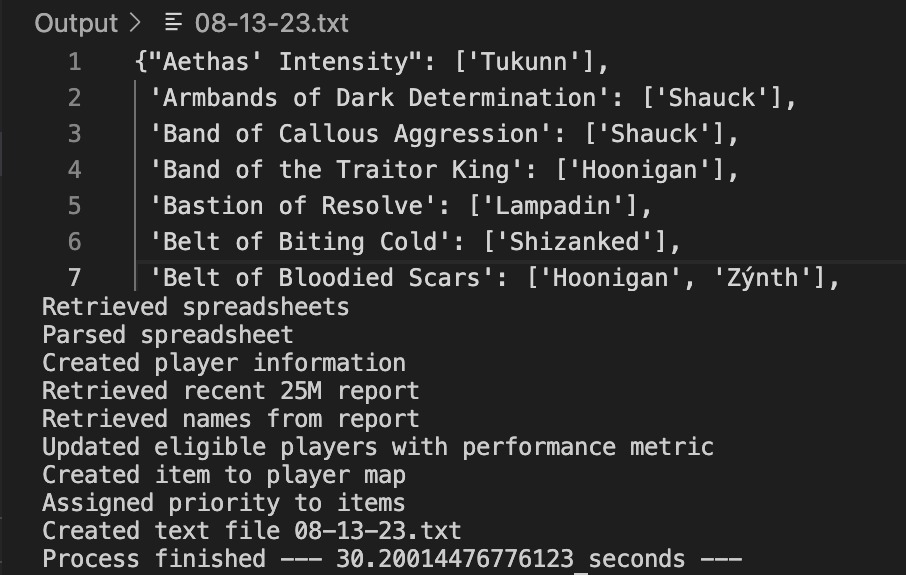 Output > 08-13-23.txt
1 {"Aethas' Intensity": ['Tukunn'],
2 'Armbands of Dark Determination': ['Shauck'],
3 'Band of Callous Aggression': ['Shauck'],
4 'Band of the Traitor King': ['Hoonigan'],
5 'Bastion of Resolve': ['Lampadin'],
6 'Belt of Biting Cold': ['Shizanked'],
7 'Belt of Bloodied Scars': ['Hoonigan', 'Zýnth'],
Retrieved spreadsheets
Parsed spreadsheet
Created player information
Retrieved recent 25M report
Retrieved names from report
Updated eligible players with performance metric
Created item to player map
Assigned priority to items
Created text file 08-13-23.txt
Process finished --- 30.20014476776123 seconds ---